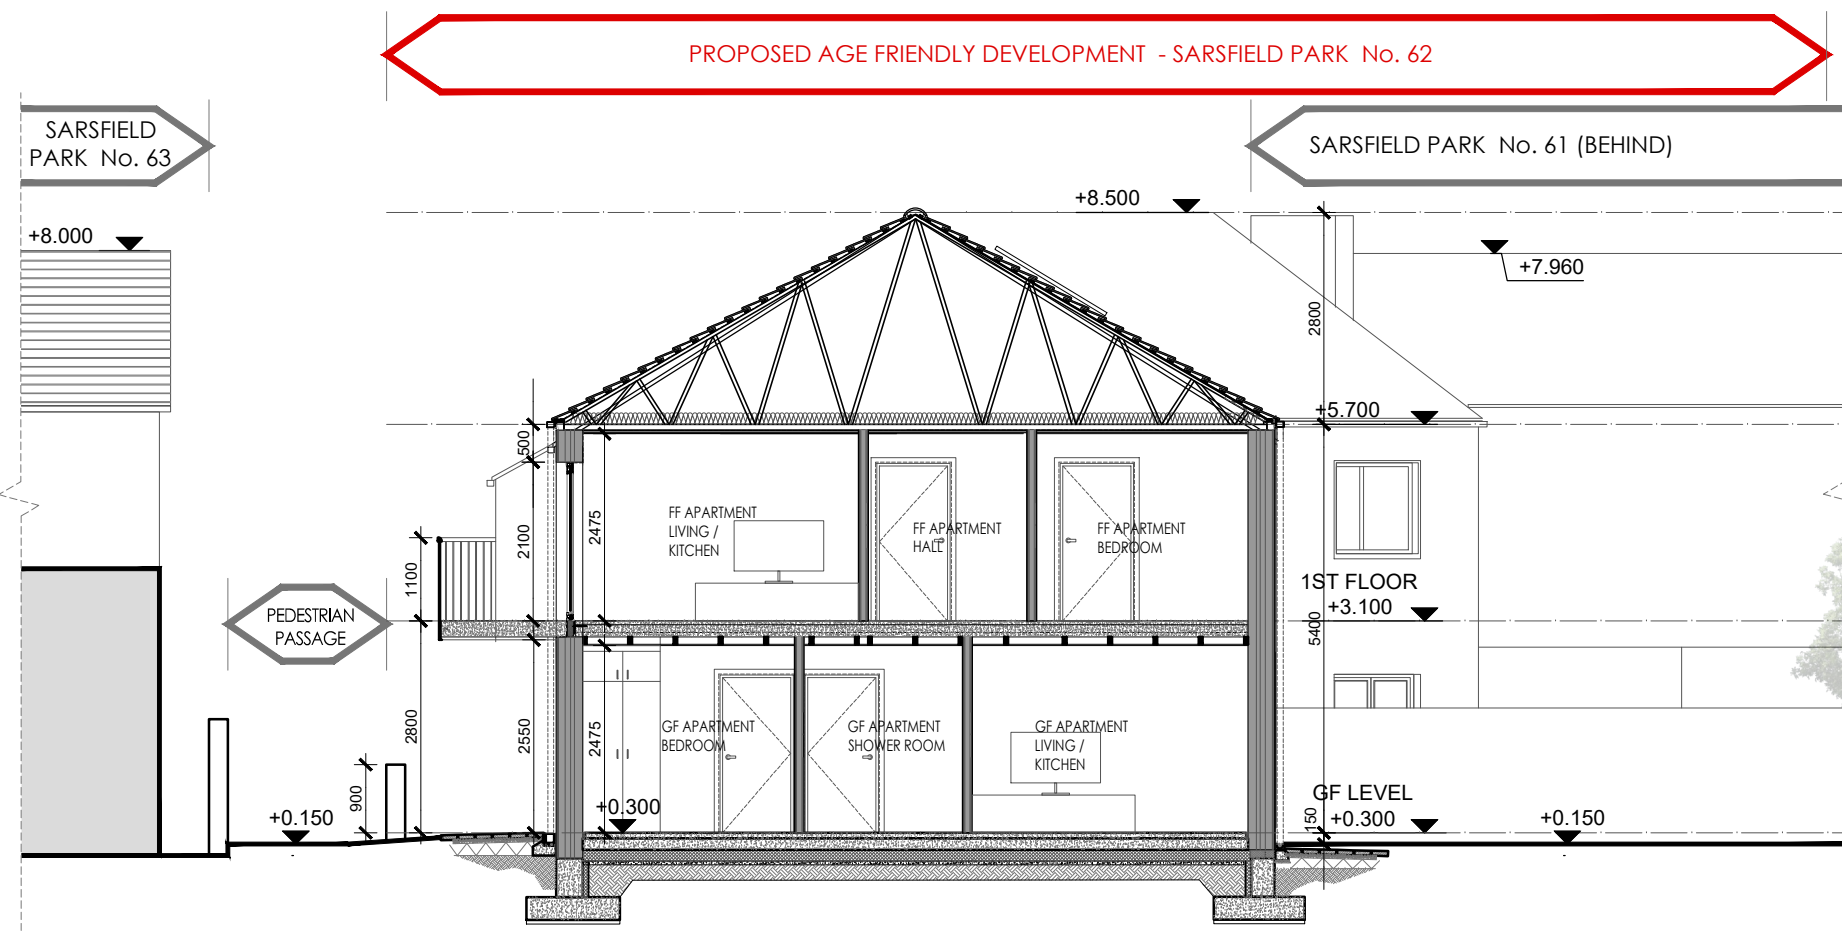 PROPOSED AGE FRIENDLY DEVELOPMENT - SARSFIELD PARK No. 62
SARSFIELD
PARK No. 63
SARSFIELD PARK No. 61 (BEHIND)
+8.500
+8.000
+7.960
2800
+5.700
500
2100
2475
1100
FF APARTMENT
LIVING /
KITCHEN
FF APARTMENT
HALL
FF APARTMENT
BEDROOM
1ST FLOOR
+3.100
5400
PEDESTRIAN
PASSAGE
2800
2550
2475
GF APARTMENT
BEDROOM
GF APARTMENT
SHOWER ROOM
GF APARTMENT
LIVING /
KITCHEN
900
+0.150
+0.300
GF LEVEL
+0.300
150
+0.150